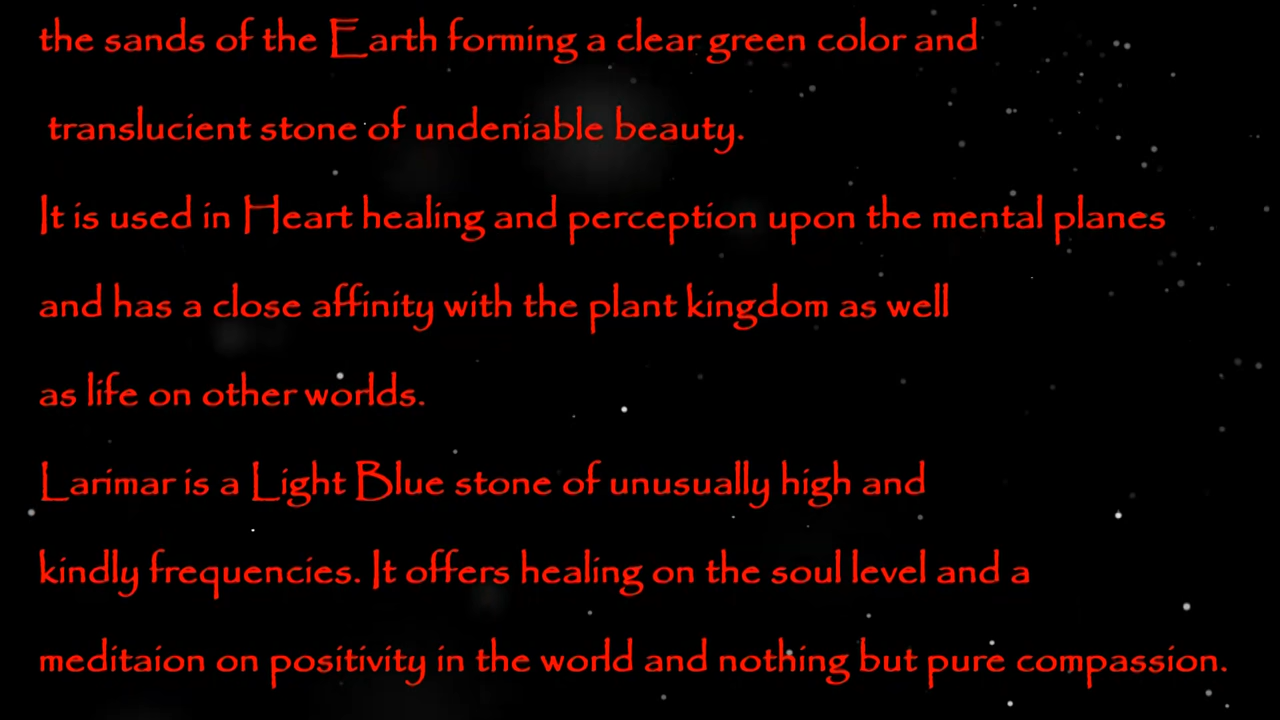 the sands of the Earth forming a clear green color and
translucient stone of undeniable beauty.
It is used in Heart healing and perception upon the mental planes
and has a close affinity with the plant kingdom as well
as life on other worlds.
Larimar is a Light Blue stone of unusually high and
kindly frequencies. It offers healing on the soul level and a
meditaion on positivity in the world and nothing but pure compassion.